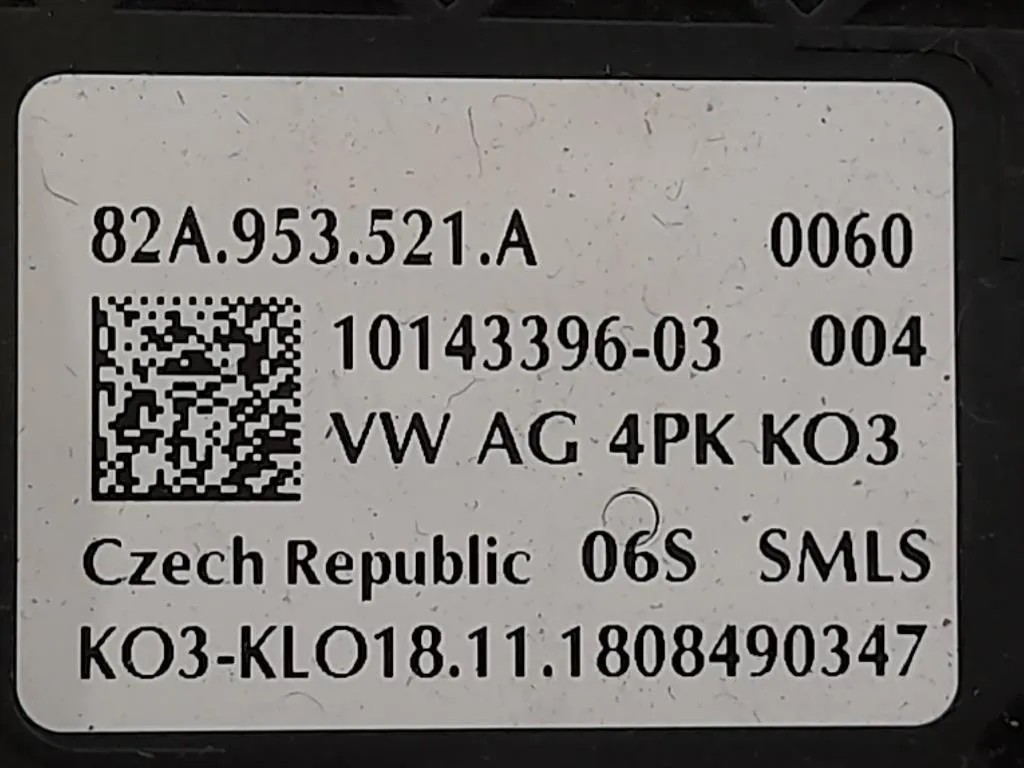 82A.953.521.A 0060
10143396-03 004
VW AG 4PK KO3
Czech Republic 06S SMLS
KO3-KLO18.11.1808490347